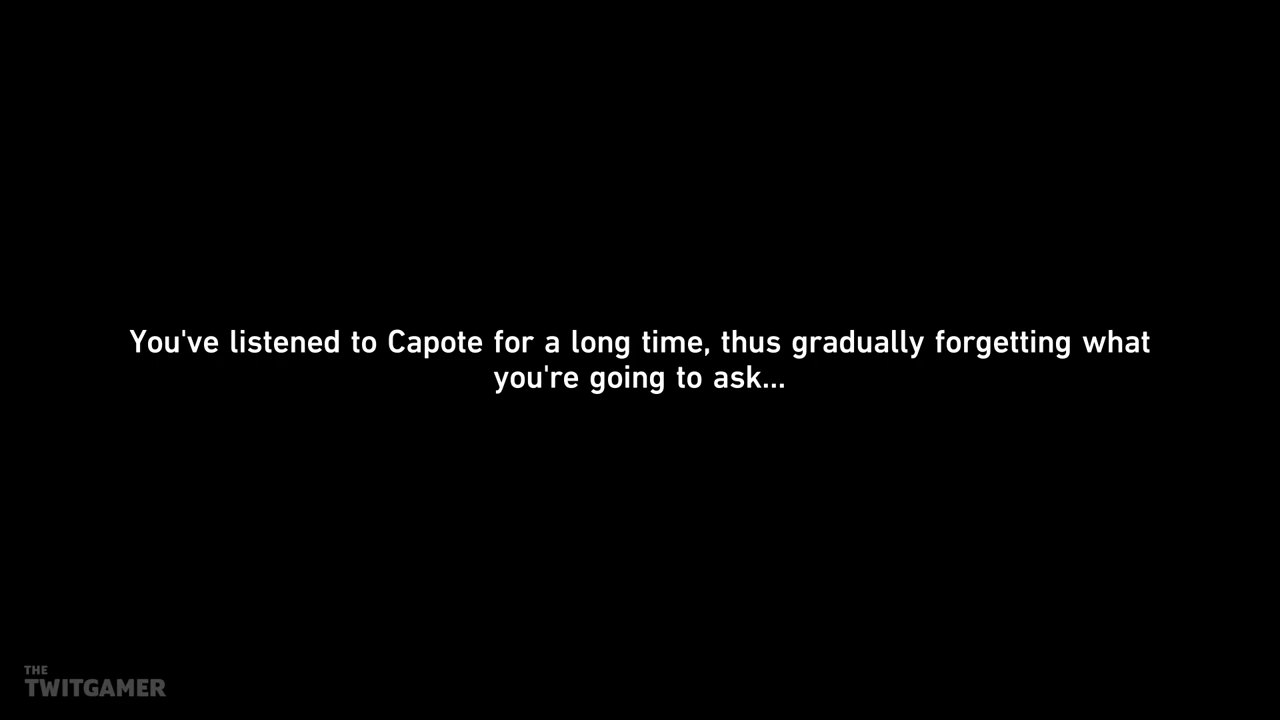 You've listened to Capote for a long time, thus gradually forgetting what
you're going to ask...
THE
TWITGAMER